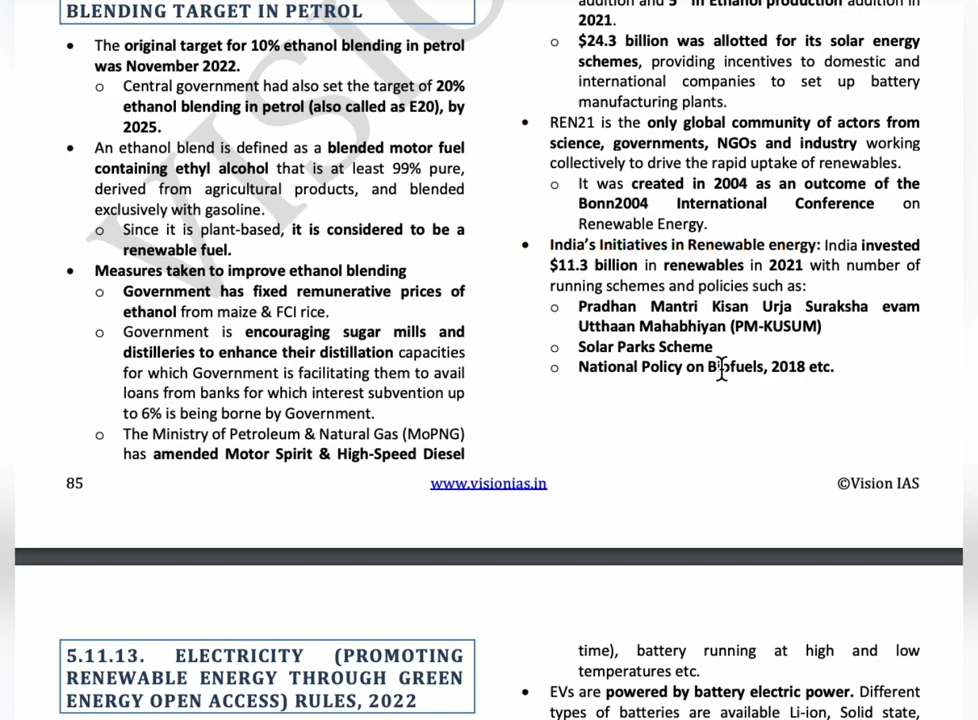 BLENDING TARGET IN PETROL
• The original target for 10% ethanol blending in petrol
was November 2022.
o Central government had also set the target of 20%
ethanol blending in petrol (also called as E20), by
2025.
• An ethanol blend is defined as a blended motor fuel
containing ethyl alcohol that is at least 99% pure,
derived from agricultural products, and blended
exclusively with gasoline.
o Since it is plant-based, it is considered to be a
renewable fuel.
• Measures taken to improve ethanol blending
o Government has fixed remunerative prices of
ethanol from maize & FCI rice.
o Government is encouraging sugar mills and
distilleries to enhance their distillation capacities
for which Government is facilitating them to avail
loans from banks for which interest subvention up
to 6% is being borne by Government.
o The Ministry of Petroleum & Natural Gas (MoPNG)
has amended Motor Spirit & High-Speed Diesel
addition and 5 in Ethanol production addition in
2021.
o $24.3 billion was allotted for its solar energy
schemes, providing incentives to domestic and
international companies to set up battery
manufacturing plants.
• REN21 is the only global community of actors from
science, governments, NGOs and industry working
collectively to drive the rapid uptake of renewables.
o It was created in 2004 as an outcome of the
Bonn2004 International Conference on
Renewable Energy.
• India's Initiatives in Renewable energy: India invested
$11.3 billion in renewables in 2021 with number of
running schemes and policies such as:
o Pradhan Mantri Kisan Urja Suraksha evam
Utthaan Mahabhiyan (PM-KUSUM)
o Solar Parks Scheme
o National Policy on Biofuels, 2018 etc.
85 www.visionias.in ©Vision IAS
5.11.13. ELECTRICITY (PROMOTING
RENEWABLE ENERGY THROUGH GREEN
ENERGY OPEN ACCESS) RULES, 2022
time), battery running at high and low
temperatures etc.
• EVs are powered by battery electric power. Different
types of batteries are available Li-ion, Solid state,